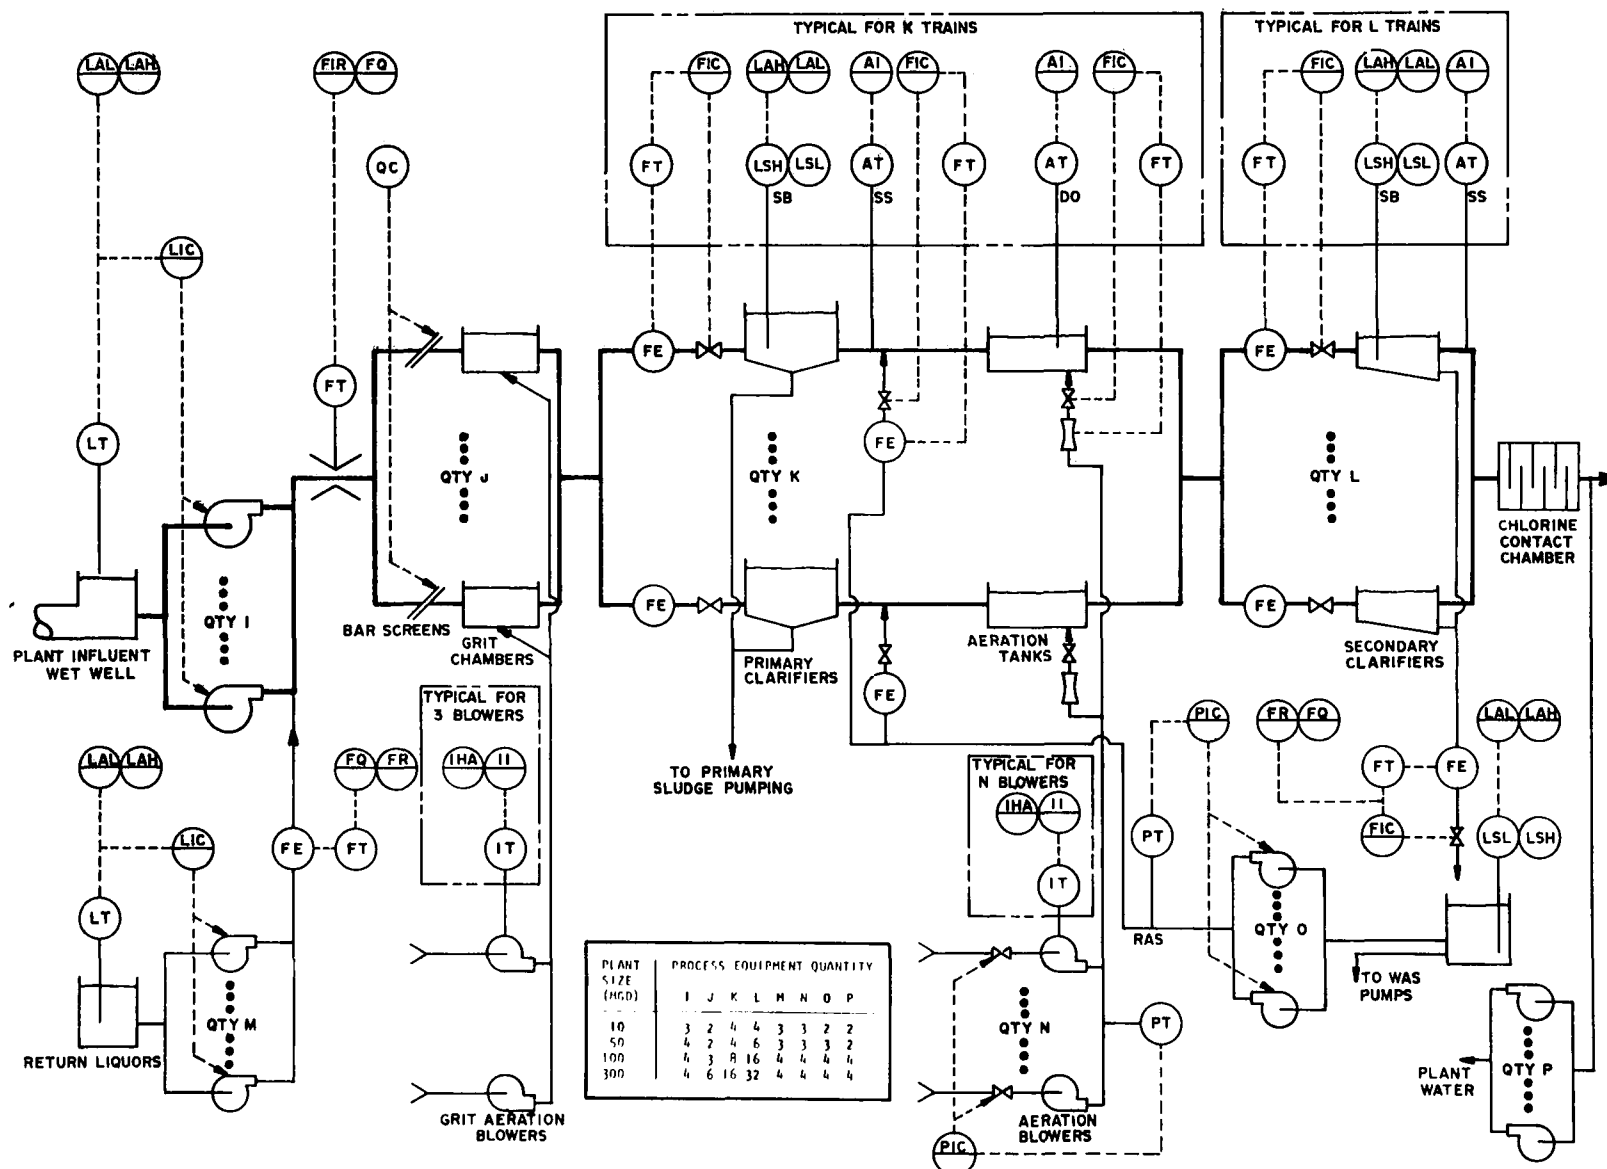 TYPICAL FOR K TRAINS
TYPICAL FOR L TRAINS
LAL LAH
FIR FQ
FIC
LAH LAL
AI
FIC
AI
FIC
FIC
LAH LAL
AI
QC
FT
LSH LSL
SB
AT
SS
FT
AT
DO
FT
FT
LSH LSL
SB
AT
SS
LIC
FT
FE
FE
LT
QTY J
QTY K
FE
QTY L
CHLORINE
CONTACT
CHAMBER
QTY I
PLANT INFLUENT
WET WELL
BAR SCREENS
GRIT
CHAMBERS
FE
PRIMARY
CLARIFIERS
FE
AERATION
TANKS
FE
SECONDARY
CLARIFIERS
TYPICAL FOR
3 BLOWERS
LAL LAH
FQ FR
IHA II
TO PRIMARY
SLUDGE PUMPING
TYPICAL FOR
N BLOWERS
IHA II
PIC
FR FQ
LAL LAH
FT
FE
LIC
FE
FT
IT
IT
PT
FIC
LSL LSH
LT
QTY M
RETURN LIQUORS
GRIT AERATION
BLOWERS
PLANT
SIZE
(MGD)
PROCESS EQUIPMENT QUANTITY
I J K L M N O P
10 3 2 4 4 3 3 2 2
50 4 2 4 6 3 3 3 2
100 4 3 8 16 4 4 4 4
300 4 6 16 32 4 4 4 4
QTY N
AERATION
BLOWERS
PIC
PT
RAS
QTY O
TO WAS
PUMPS
PLANT
WATER
QTY P